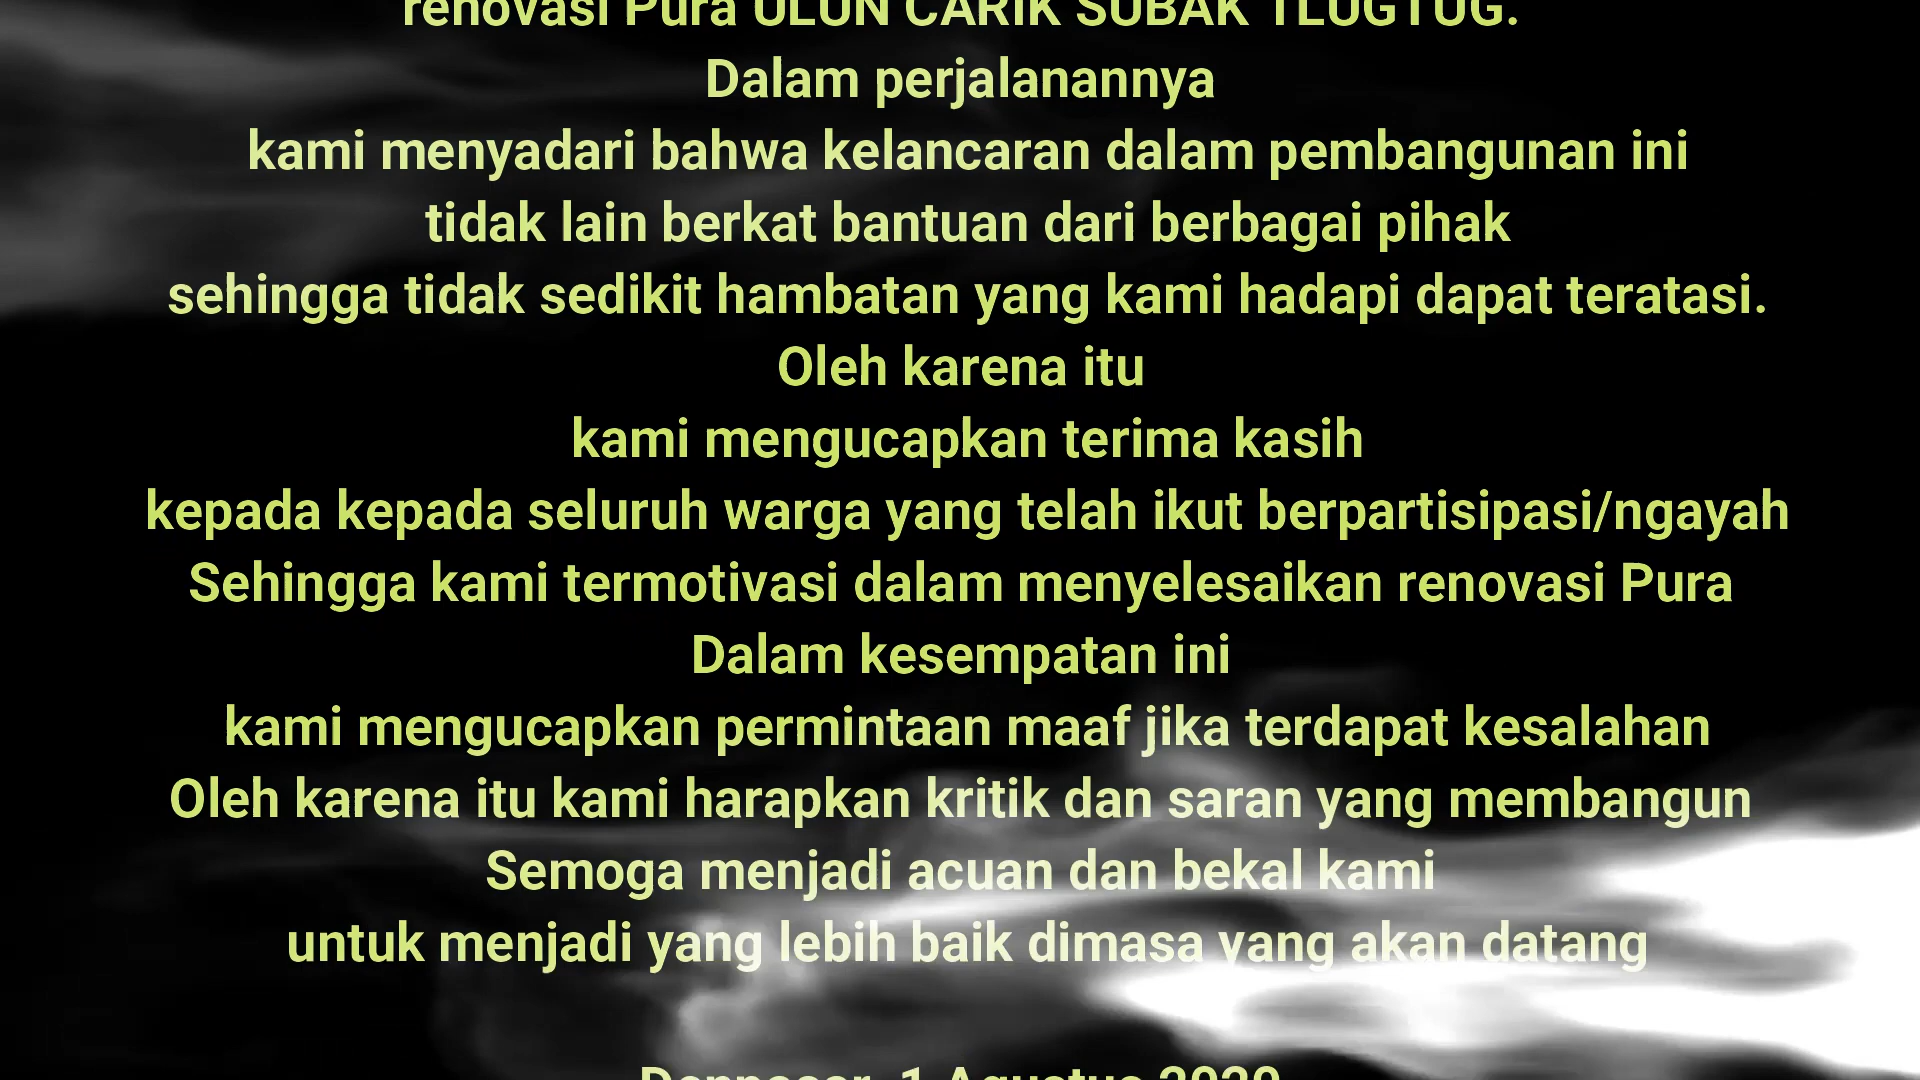 renovasi Pura ULUN CARIK SUBAK TLUGTUG.
Dalam perjalanannya
kami menyadari bahwa kelancaran dalam pembangunan ini
tidak lain berkat bantuan dari berbagai pihak
sehingga tidak sedikit hambatan yang kami hadapi dapat teratasi.
Oleh karena itu
kami mengucapkan terima kasih
kepada kepada seluruh warga yang telah ikut berpartisipasi/ngayah
Sehingga kami termotivasi dalam menyelesaikan renovasi Pura
Dalam kesempatan ini
kami mengucapkan permintaan maaf jika terdapat kesalahan
Oleh karena itu kami harapkan kritik dan saran yang membangun
Semoga menjadi acuan dan bekal kami
untuk menjadi yang lebih baik dimasa yang akan datang
Denpasar, 1 Agustus 2020